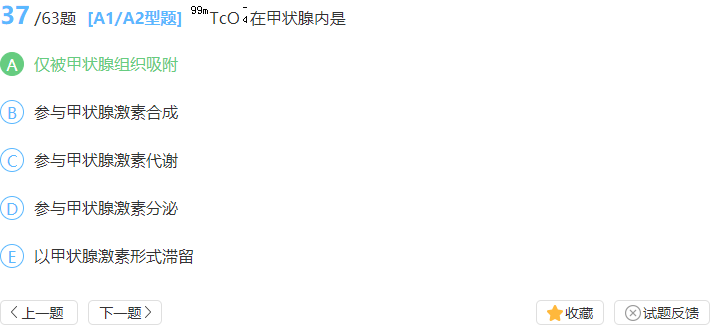 37/63题 [A1/A2型题] ⁹⁹ᵐTcO₄⁻在甲状腺内是
A 仅被甲状腺组织吸附
B 参与甲状腺激素合成
C 参与甲状腺激素代谢
D 参与甲状腺激素分泌
E 以甲状腺激素形式滞留
上一题 下一题 收藏 试题反馈